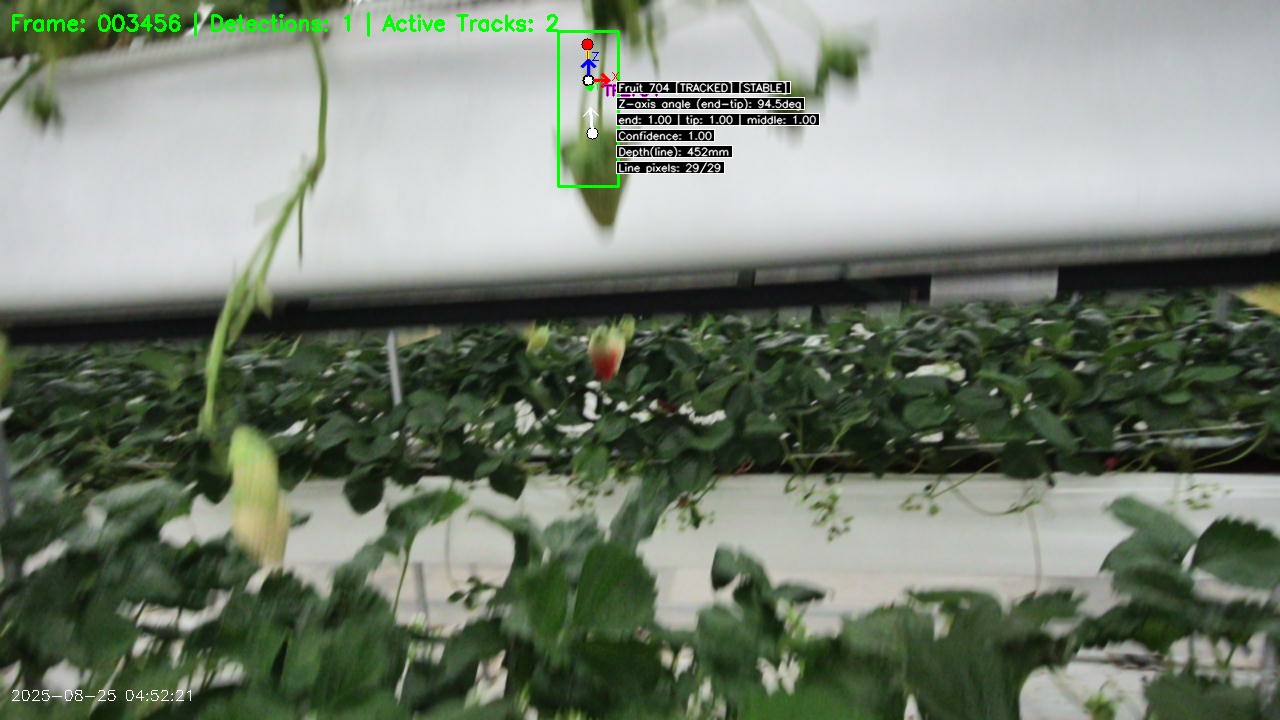 Frame: 003456 | Detections: 1 | Active Tracks: 2
Z
X
Fruit 704 [TRACKED] [STABLE]
Z-axis angle (end-tip): 94.5deg
end: 1.00 | tip: 1.00 | middle: 1.00
Confidence: 1.00
Depth(line): 452mm
Line pixels: 29/29
2025-08-25 04:52:21